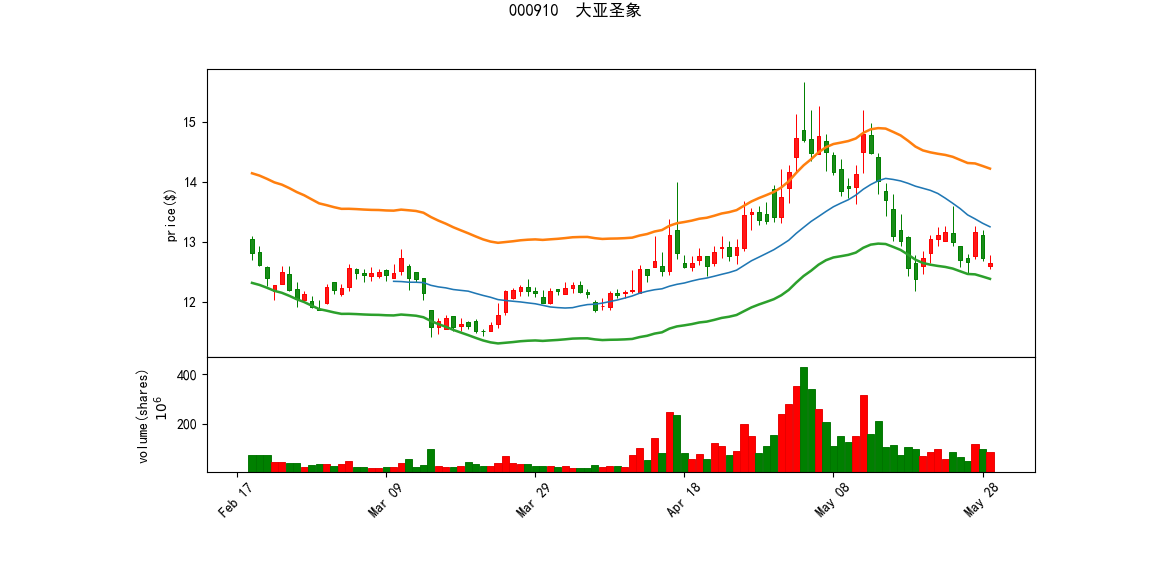 000910 大亚圣象
price($)
15
14
13
12
volume(shares)
10^6
400
200
Feb 17
Mar 09
Mar 29
Apr 18
May 08
May 28